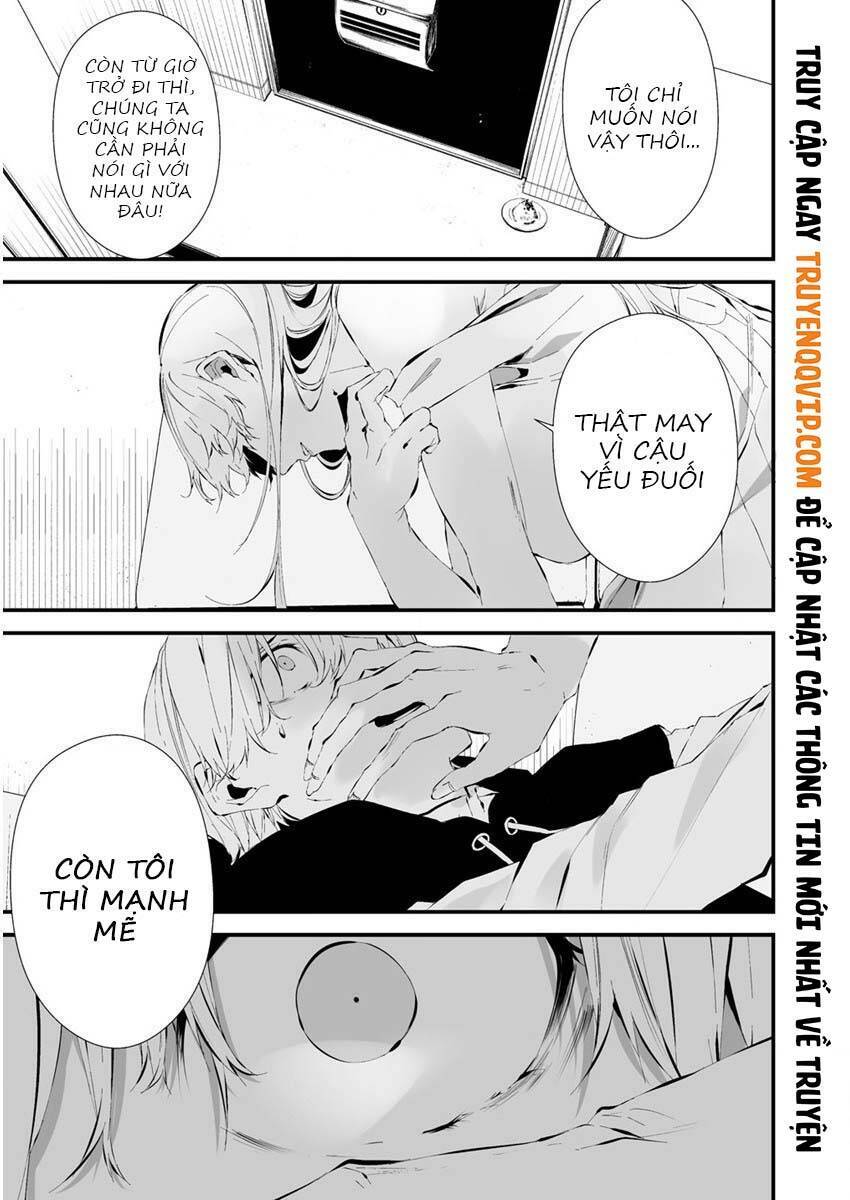 TÔI CHỈ
MUỐN NÓI
VẬY THÔI...
CÒN TỪ GIỜ
TRỞ ĐI THÌ,
CHÚNG TA
CŨNG KHÔNG
CẦN PHẢI
NÓI GÌ VỚI
NHAU NỮA
ĐÂU!
THẬT MAY
VÌ CẬU
YẾU ĐUỐI
CÒN TÔI
THÌ MẠNH
MẼ
TRUY CẬP NGAY TRUYENQQVIP.COM ĐỂ CẬP NHẬT CÁC THÔNG TIN MỚI NHẤT VỀ TRUYỆN